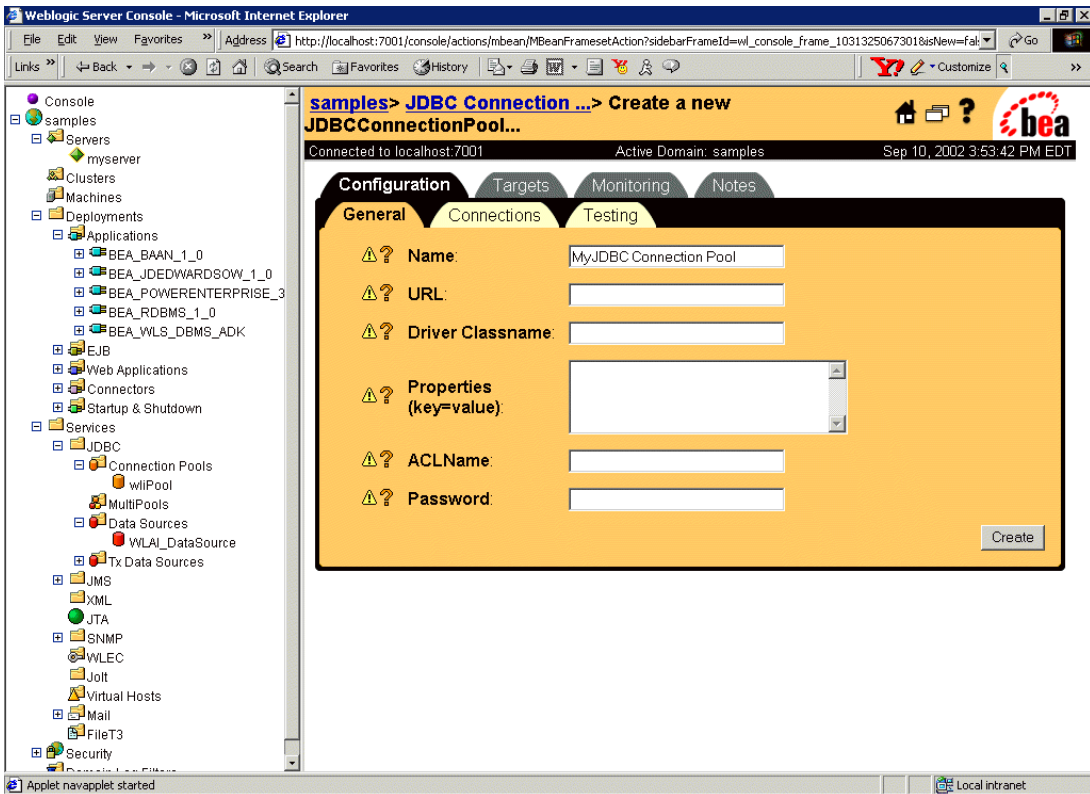 Weblogic Server Console - Microsoft Internet Explorer
File Edit View Favorites » Address http://localhost:7001/console/actions/mbean/MBeanFramesetAction?sidebarFrameId=wl_console_frame_1031325067301&isNew=fal Go
Links » Back Search Favorites History Y! Customize »
Console
samples
Servers
myserver
Clusters
Machines
Deployments
Applications
BEA_BAAN_1_0
BEA_JDEDWARDSOW_1_0
BEA_POWERENTERPRISE_3
BEA_RDBMS_1_0
BEA_WLS_DBMS_ADK
EJB
Web Applications
Connectors
Startup & Shutdown
Services
JDBC
Connection Pools
wliPool
MultiPools
Data Sources
WLAI_DataSource
Tx Data Sources
JMS
XML
JTA
SNMP
WLEC
Jolt
Virtual Hosts
Mail
FileT3
Security
Domain Log Filters
samples> JDBC Connection ...> Create a new
JDBCConnectionPool...
? bea
Connected to localhost:7001 Active Domain: samples Sep 10, 2002 3:53:42 PM EDT
Configuration Targets Monitoring Notes
General Connections Testing
? Name: MyJDBC Connection Pool
? URL:
? Driver Classname:
? Properties
(key=value):
? ACLName:
? Password:
Create
Applet navapplet started Local intranet